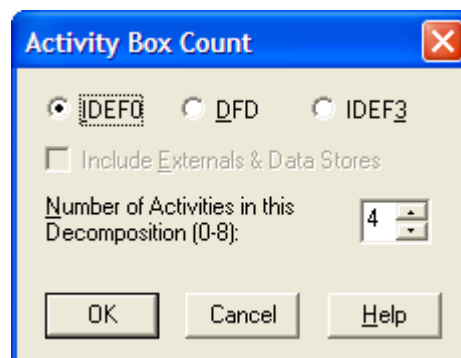 Activity Box Count
IDEF0 DFD IDEF3
Include Externals & Data Stores
Number of Activities in this
Decomposition (0-8):
4
OK Cancel Help